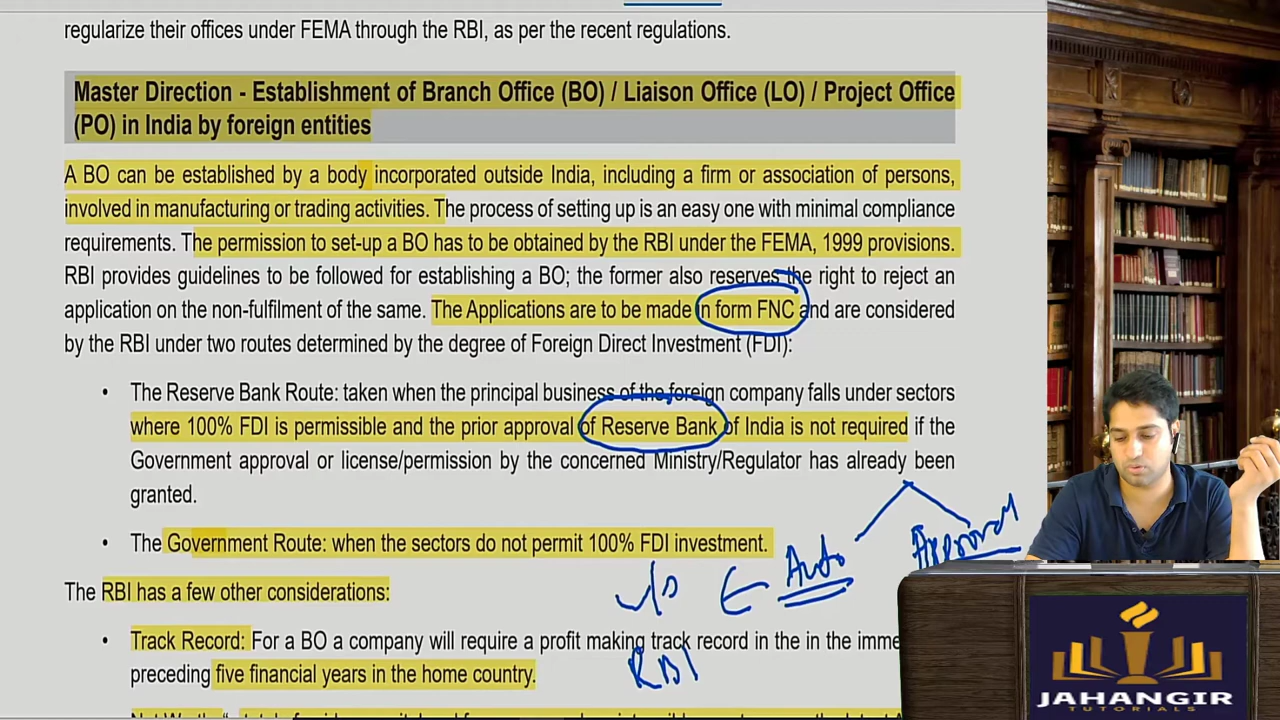 regularize their offices under FEMA through the RBI, as per the recent regulations.
Master Direction - Establishment of Branch Office (BO) / Liaison Office (LO) / Project Office
(PO) in India by foreign entities
A BO can be established by a body incorporated outside India, including a firm or association of persons,
involved in manufacturing or trading activities. The process of setting up is an easy one with minimal compliance
requirements. The permission to set-up a BO has to be obtained by the RBI under the FEMA, 1999 provisions.
RBI provides guidelines to be followed for establishing a BO; the former also reserves the right to reject an
application on the non-fulfilment of the same. The Applications are to be made in form FNC and are considered
by the RBI under two routes determined by the degree of Foreign Direct Investment (FDI):
• The Reserve Bank Route: taken when the principal business of the foreign company falls under sectors
where 100% FDI is permissible and the prior approval of Reserve Bank of India is not required if the
Government approval or license/permission by the concerned Ministry/Regulator has already been
granted.
• The Government Route: when the sectors do not permit 100% FDI investment.
Auto
Approval
The RBI has a few other considerations:
• Track Record: For a BO a company will require a profit making track record in the in the imme
preceding five financial years in the home country.
RBI
JAHANGIR
TUTORIALS